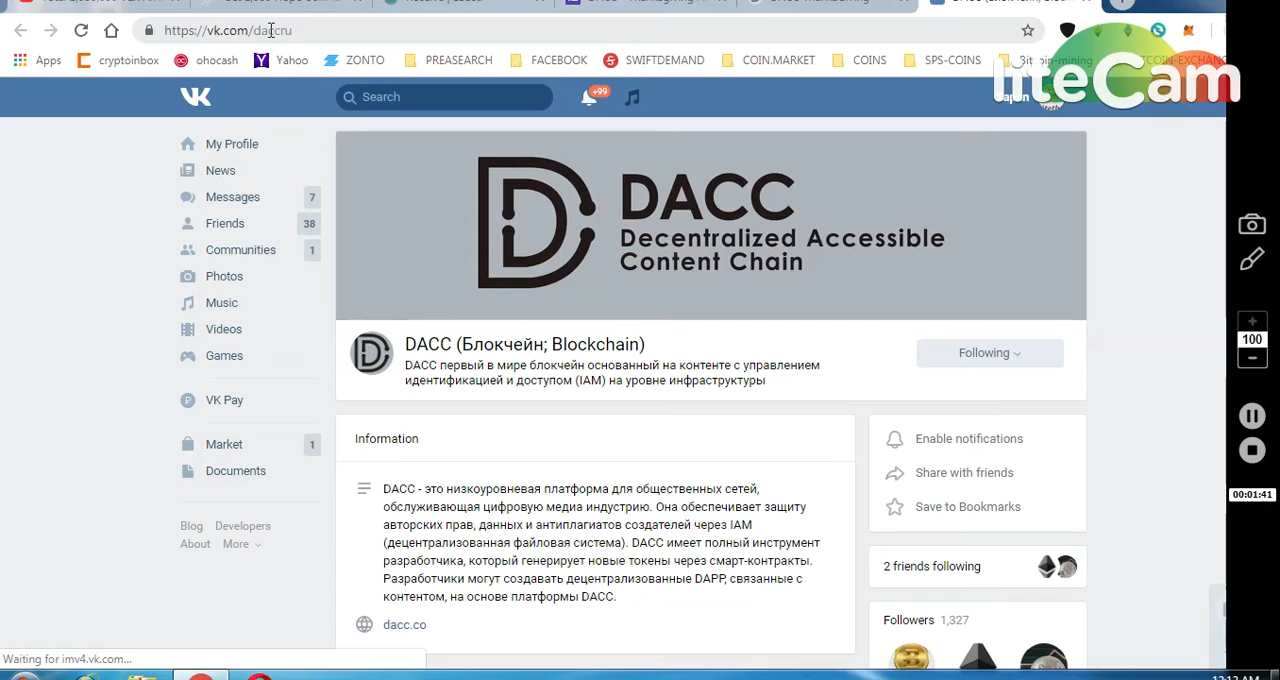 https://vk.com/daccru
Apps
cryptoinbox
ohocash
Yahoo
ZONTO
PREASEARCH
FACEBOOK
SWIFTDEMAND
COIN.MARKET
COINS
SPS-COINS
liteCam
Search
+99
My Profile
News
Messages 7
Friends 38
Communities 1
Photos
Music
Videos
Games
VK Pay
Market 1
Documents
Blog Developers
About More
DACC
Decentralized Accessible
Content Chain
DACC (Блокчейн; Blockchain)
DACC первый в мире блокчейн основанный на контенте с управлением
идентификацией и доступом (IAM) на уровне инфраструктуры
Following
Information
DACC - это низкоуровневая платформа для общественных сетей,
обслуживающая цифровую медиа индустрию. Она обеспечивает защиту
авторских прав, данных и антиплагиатов создателей через IAM
(децентрализованная файловая система). DACC имеет полный инструмент
разработчика, который генерирует новые токены через смарт-контракты.
Разработчики могут создавать децентрализованные DAPP, связанные с
контентом, на основе платформы DACC.
dacc.co
Enable notifications
Share with friends
Save to Bookmarks
2 friends following
Followers 1,327
100
00:01:41
Waiting for imv4.vk.com...
12:12 AM